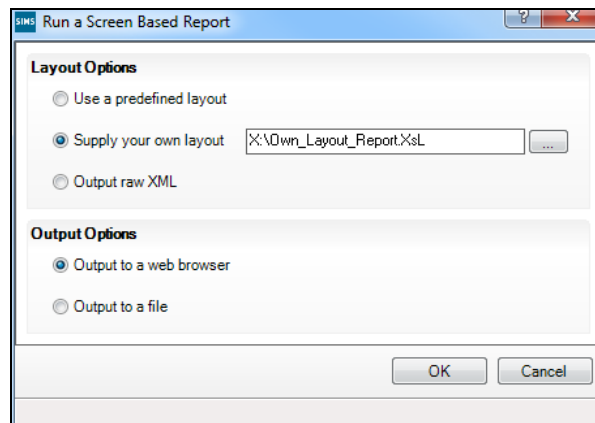 SIMS Run a Screen Based Report ? X
Layout Options
Use a predefined layout
Supply your own layout X:\Own_Layout_Report.XsL ...
Output raw XML
Output Options
Output to a web browser
Output to a file
OK Cancel